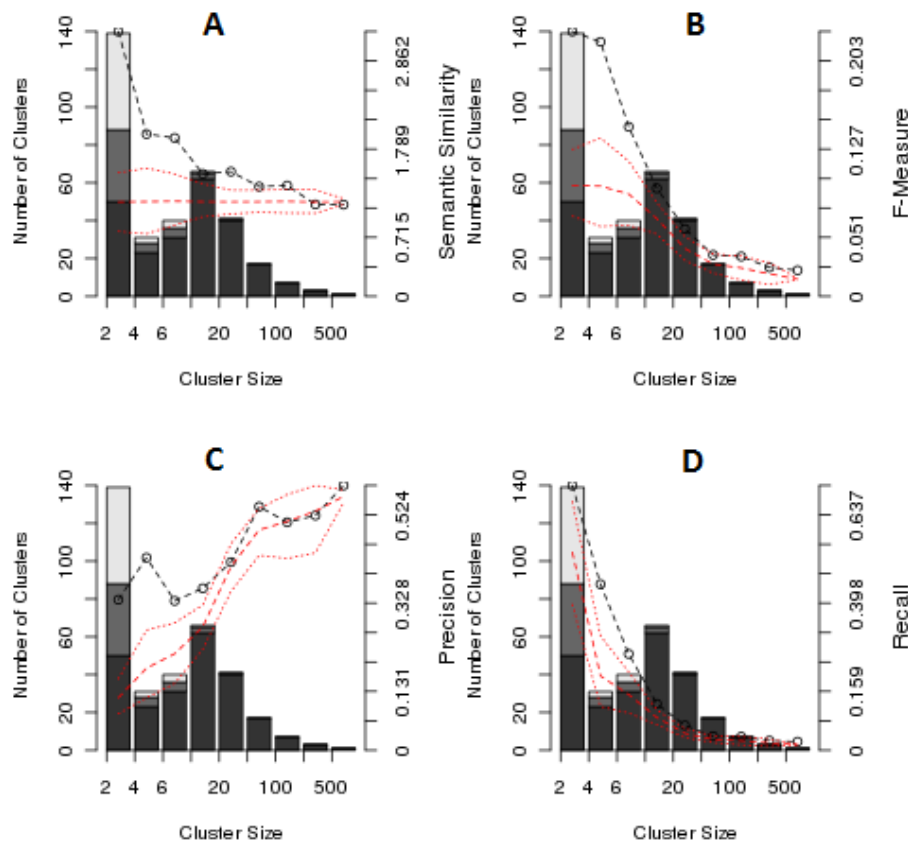 A
B
140
100
60
20
0
Number of Clusters
2.862
1.789
0.715
0
Semantic Similarity
2 4 6 20 100 500
Cluster Size
140
100
60
20
0
Number of Clusters
0.203
0.127
0.051
0
F-Measure
2 4 6 20 100 500
Cluster Size
C
D
140
100
60
20
0
Number of Clusters
0.524
0.328
0.131
0
Precision
2 4 6 20 100 500
Cluster Size
140
100
60
20
0
Number of Clusters
0.637
0.398
0.159
0
Recall
2 4 6 20 100 500
Cluster Size